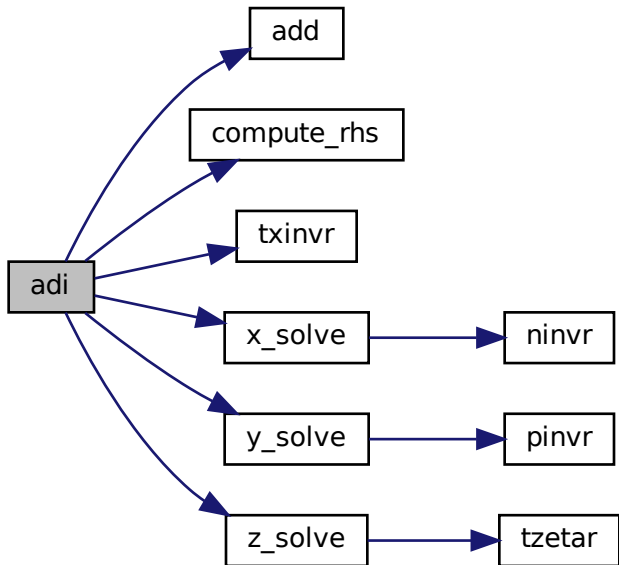 add
compute_rhs
txinvr
adi
x_solve
ninvr
y_solve
pinvr
z_solve
tzetar